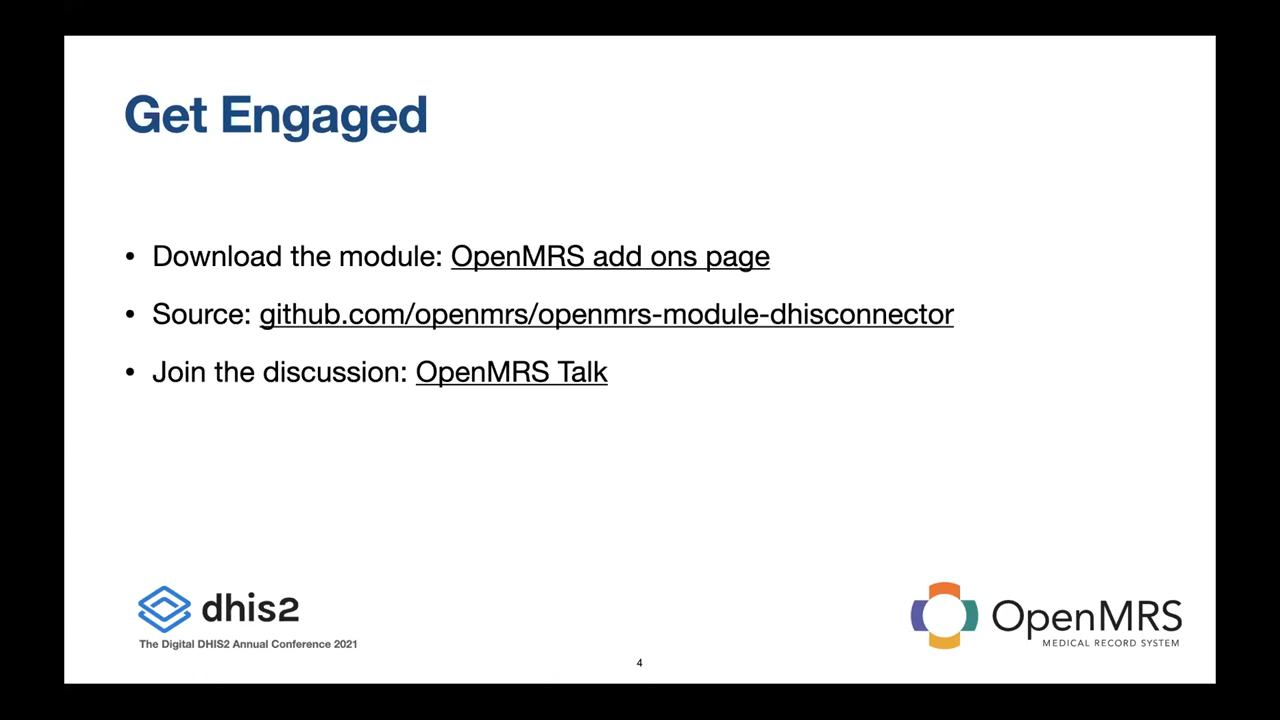 Get Engaged
• Download the module: OpenMRS add ons page
• Source: github.com/openmrs/openmrs-module-dhisconnector
• Join the discussion: OpenMRS Talk
dhis2
The Digital DHIS2 Annual Conference 2021
OpenMRS
MEDICAL RECORD SYSTEM
4